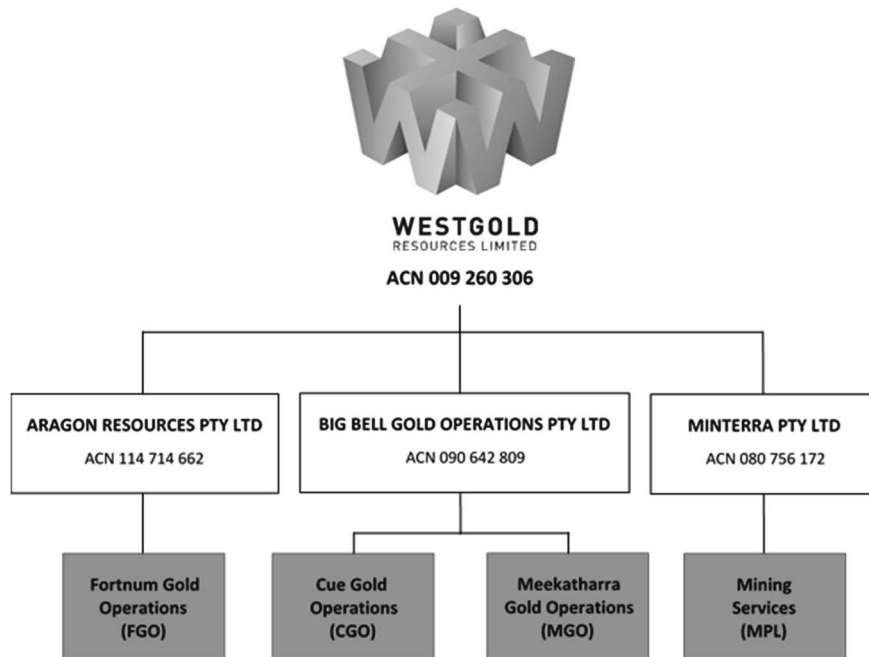 WESTGOLD
RESOURCES LIMITED
ACN 009 260 306
ARAGON RESOURCES PTY LTD
ACN 114 714 662
BIG BELL GOLD OPERATIONS PTY LTD
ACN 090 642 809
MINTERRA PTY LTD
ACN 080 756 172
Fortnum Gold
Operations
(FGO)
Cue Gold
Operations
(CGO)
Meekatharra
Gold Operations
(MGO)
Mining
Services
(MPL)